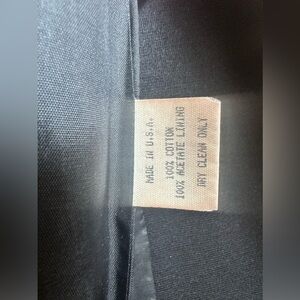 MADE IN U.S.A.
100% COTTON
100% ACETATE LINING
DRY CLEAN ONLY